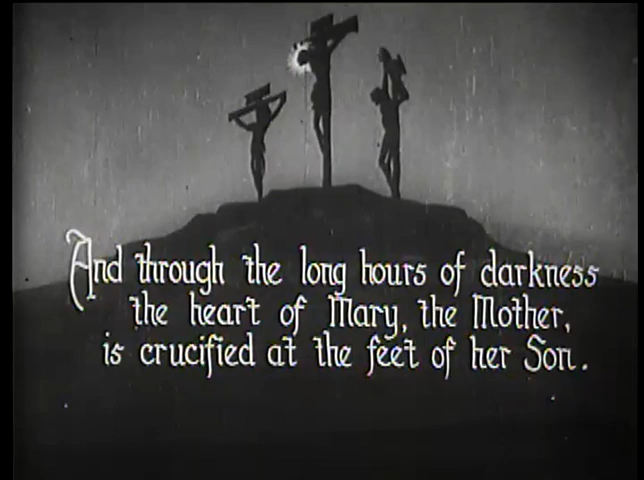 And through the long hours of darkness
the heart of Mary, the Mother,
is crucified at the feet of her Son.